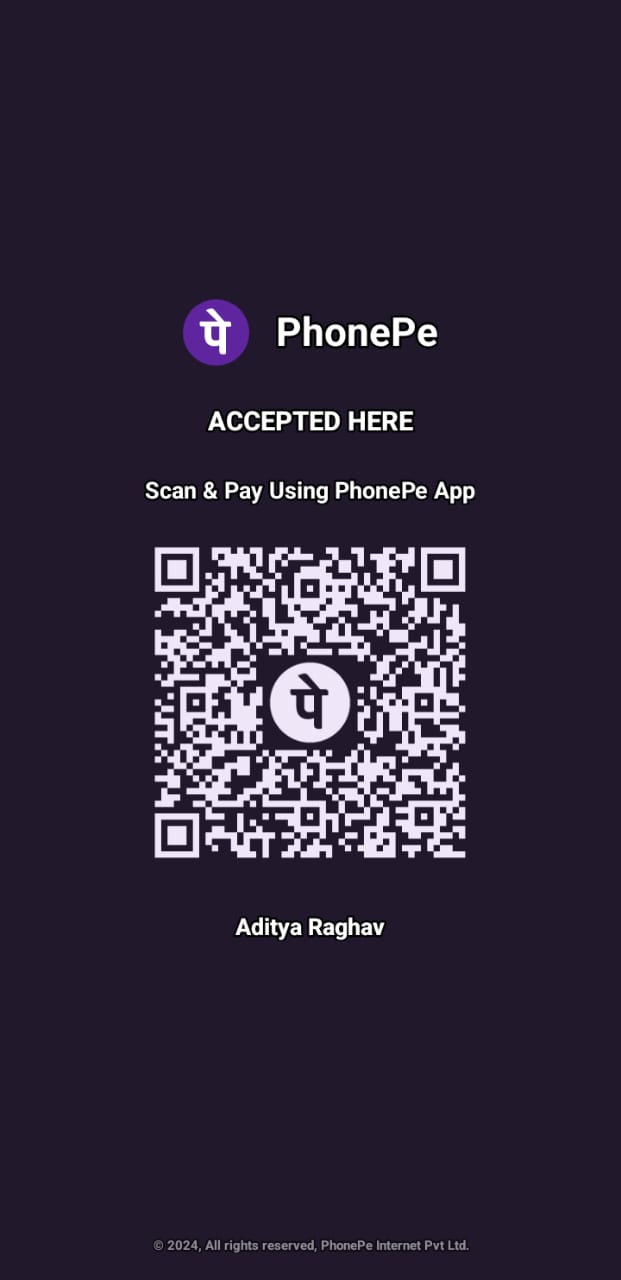 पे PhonePe
ACCEPTED HERE
Scan & Pay Using PhonePe App
पे
Aditya Raghav
© 2024, All rights reserved, PhonePe Internet Pvt Ltd.